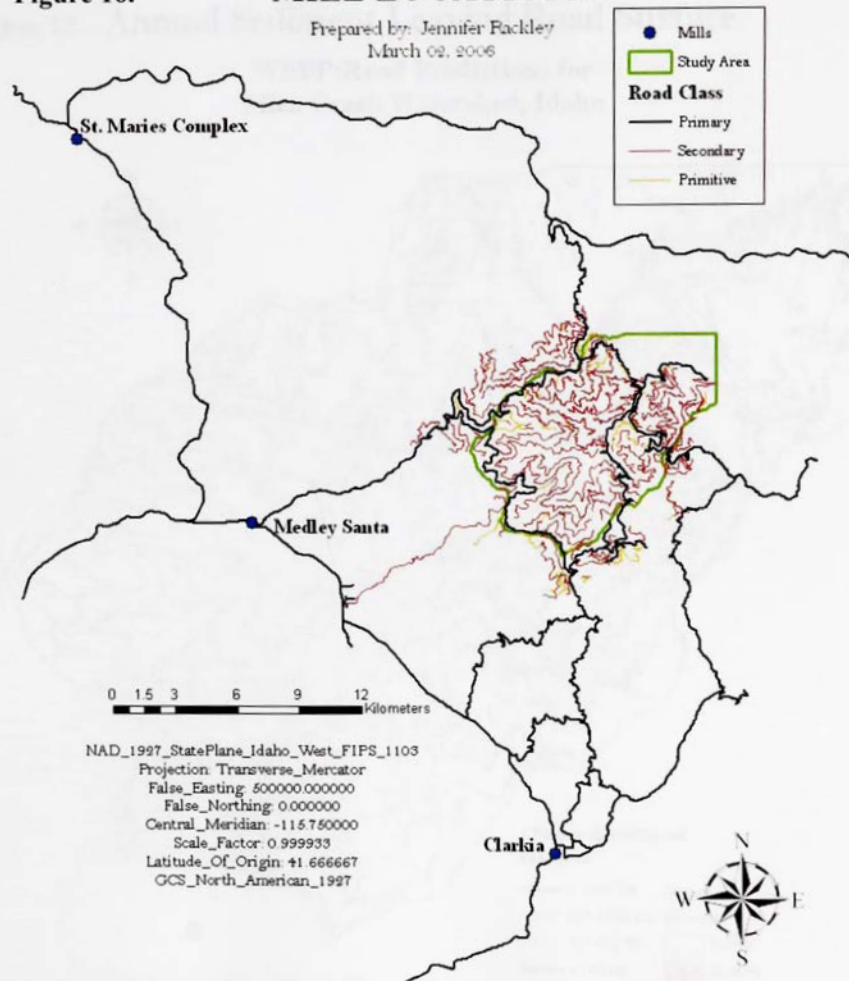 Figure 18.
Prepared by: Jennifer Rackley
March 02, 2006
Mills
Study Area
Road Class
Primary
Secondary
Primitive
St. Maries Complex
Medley Santa
0 1.5 3 6 9 12
Kilometers
NAD_1997_StatePlane_Idaho_West_FIPS_1103
Projection: Transverse_Mercator
False_Easting: 500000.000000
False_Northing: 0.000000
Central_Meridian: -115.750000
Scale_Factor: 0.999933
Latitude_Of_Origin: 41.666667
GCS_North_American_1997
Clarkia
N
W E
S